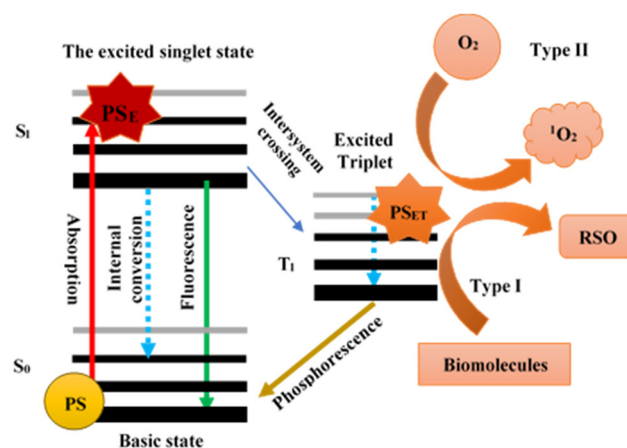 The excited singlet state
PSE
S1
Absorption
Internal
conversion
Fluorescence
S0
PS
Basic state
Intersystem
crossing
Excited
Triplet
PSET
T1
Phosphorescence
O2
Type II
¹O2
RSO
Type I
Biomolecules